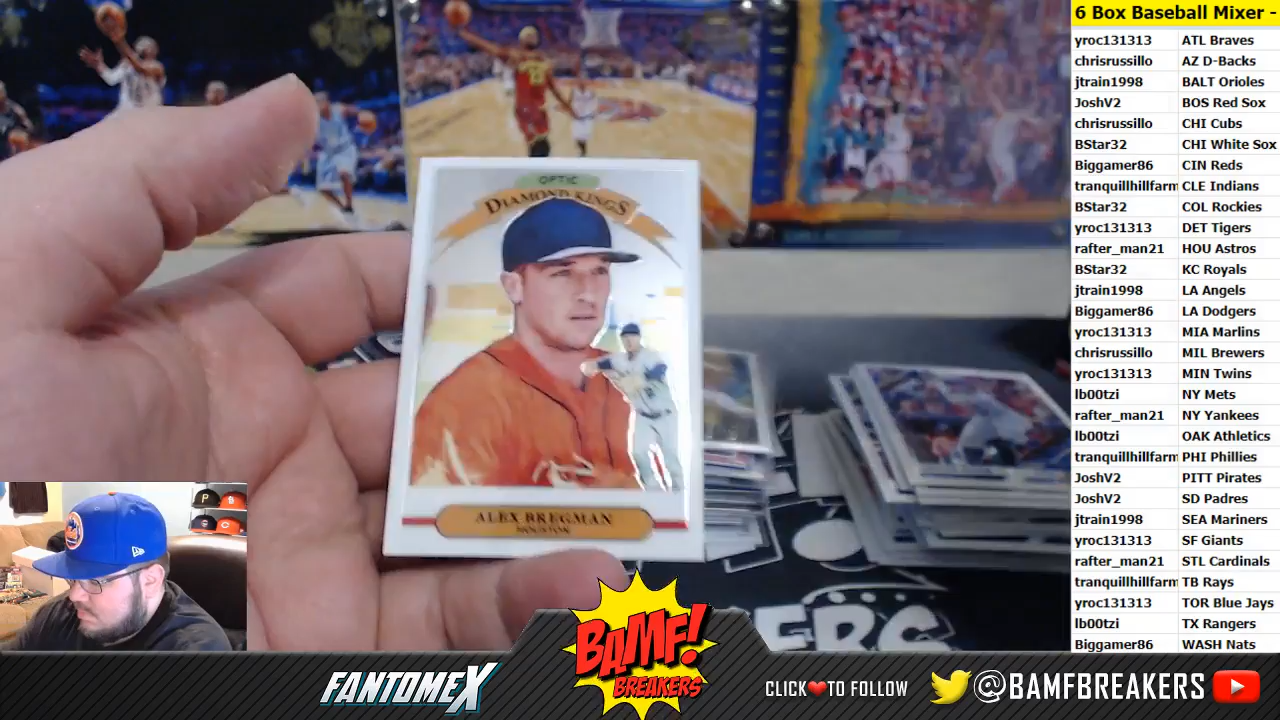 6 Box Baseball Mixer -
yroc131313 ATL Braves
chrisrussillo AZ D-Backs
jtrain1998 BALT Orioles
JoshV2 BOS Red Sox
chrisrussillo CHI Cubs
BStar32 CHI White Sox
Biggamer86 CIN Reds
tranquillhillfarm CLE Indians
BStar32 COL Rockies
yroc131313 DET Tigers
rafter_man21 HOU Astros
BStar32 KC Royals
jtrain1998 LA Angels
Biggamer86 LA Dodgers
yroc131313 MIA Marlins
chrisrussillo MIL Brewers
yroc131313 MIN Twins
lb00tzi NY Mets
rafter_man21 NY Yankees
lb00tzi OAK Athletics
tranquillhillfarm PHI Phillies
JoshV2 PITT Pirates
JoshV2 SD Padres
jtrain1998 SEA Mariners
yroc131313 SF Giants
rafter_man21 STL Cardinals
tranquillhillfarm TB Rays
yroc131313 TOR Blue Jays
lb00tzi TX Rangers
Biggamer86 WASH Nats
OPTIC
DIAMOND KINGS
ALEX BREGMAN
HOUSTON
ERS
BAMF!
BREAKERS
FANTOMEX
CLICK❤TO FOLLOW
@BAMFBREAKERS